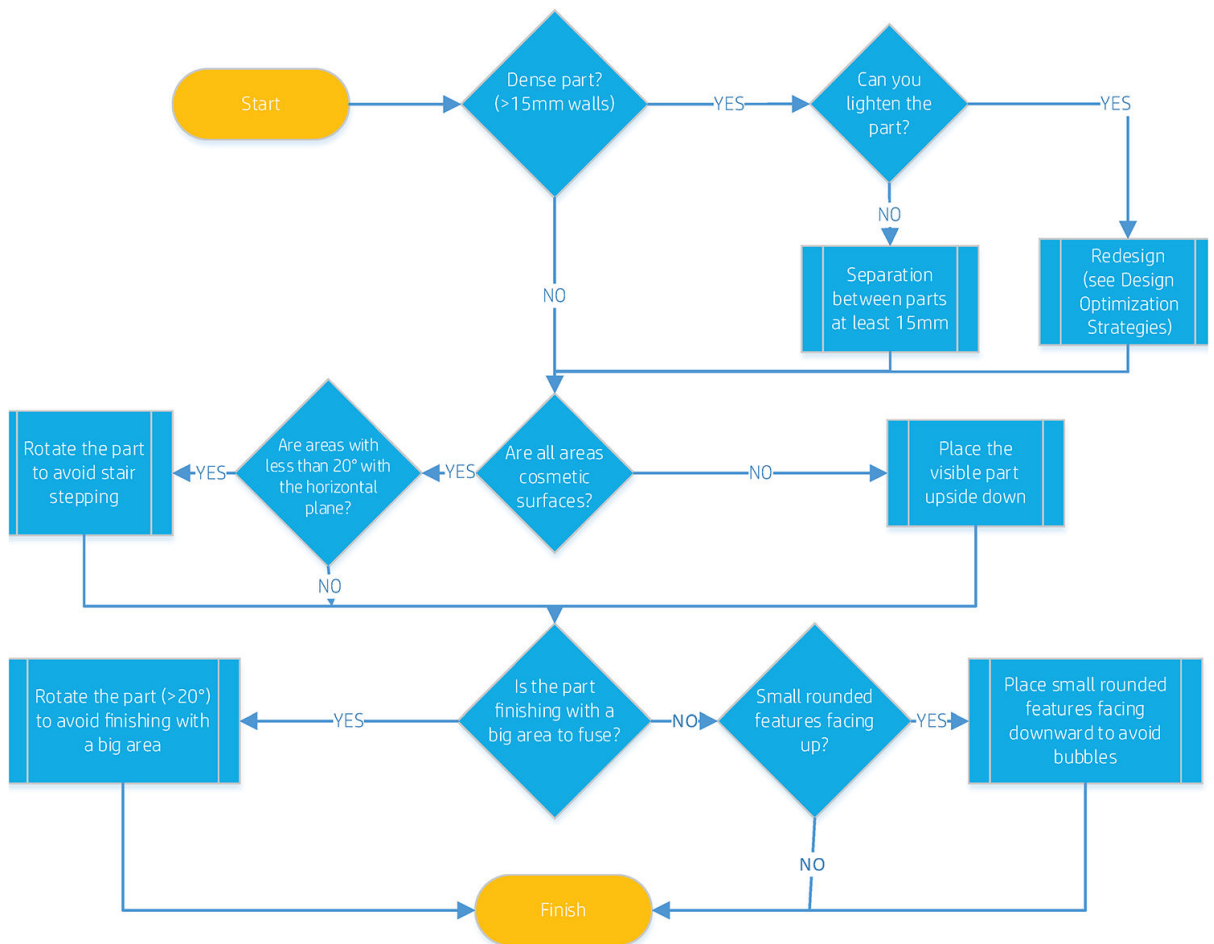 Start
Dense part?
(>15mm walls)
YES
Can you
lighten the
part?
YES
NO
NO
Separation
between parts
at least 15mm
Redesign
(see Design
Optimization
Strategies)
Rotate the part
to avoid stair
stepping
YES
Are areas with
less than 20° with
the horizontal
plane?
YES
Are all areas
cosmetic
surfaces?
NO
Place the
visible part
upside down
NO
Rotate the part (>20°)
to avoid finishing with
a big area
YES
Is the part
finishing with a
big area to fuse?
NO
Small rounded
features facing
up?
YES
Place small rounded
features facing
downward to avoid
bubbles
NO
Finish